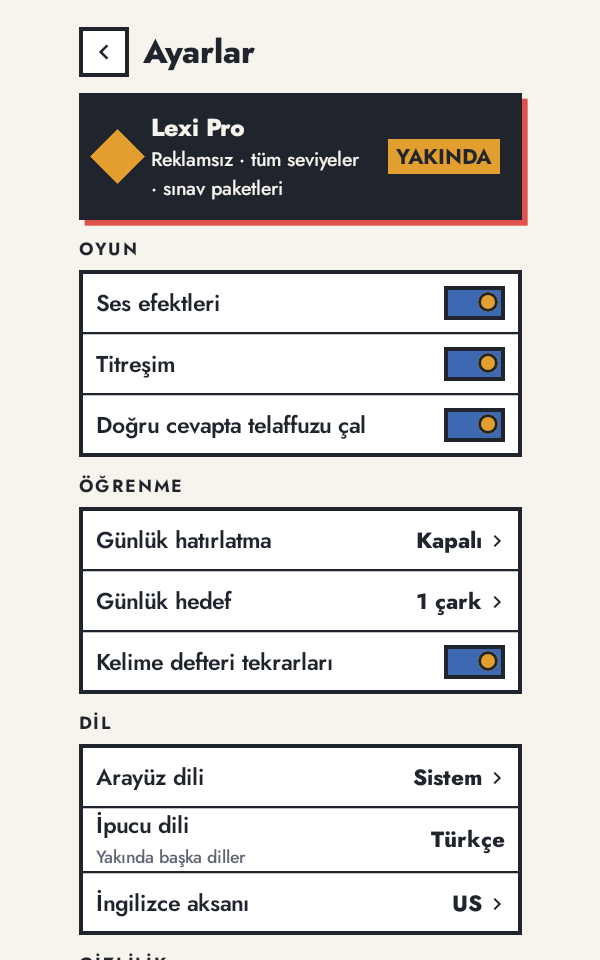 Ayarlar
Lexi Pro
Reklamsız · tüm seviyeler
· sınav paketleri
YAKINDA
OYUN
Ses efektleri
Titreşim
Doğru cevapta telaffuzu çal
ÖĞRENME
Günlük hatırlatma Kapalı
Günlük hedef 1 çark
Kelime defteri tekrarları
DİL
Arayüz dili Sistem
İpucu dili
Yakında başka diller
Türkçe
İngilizce aksanı US